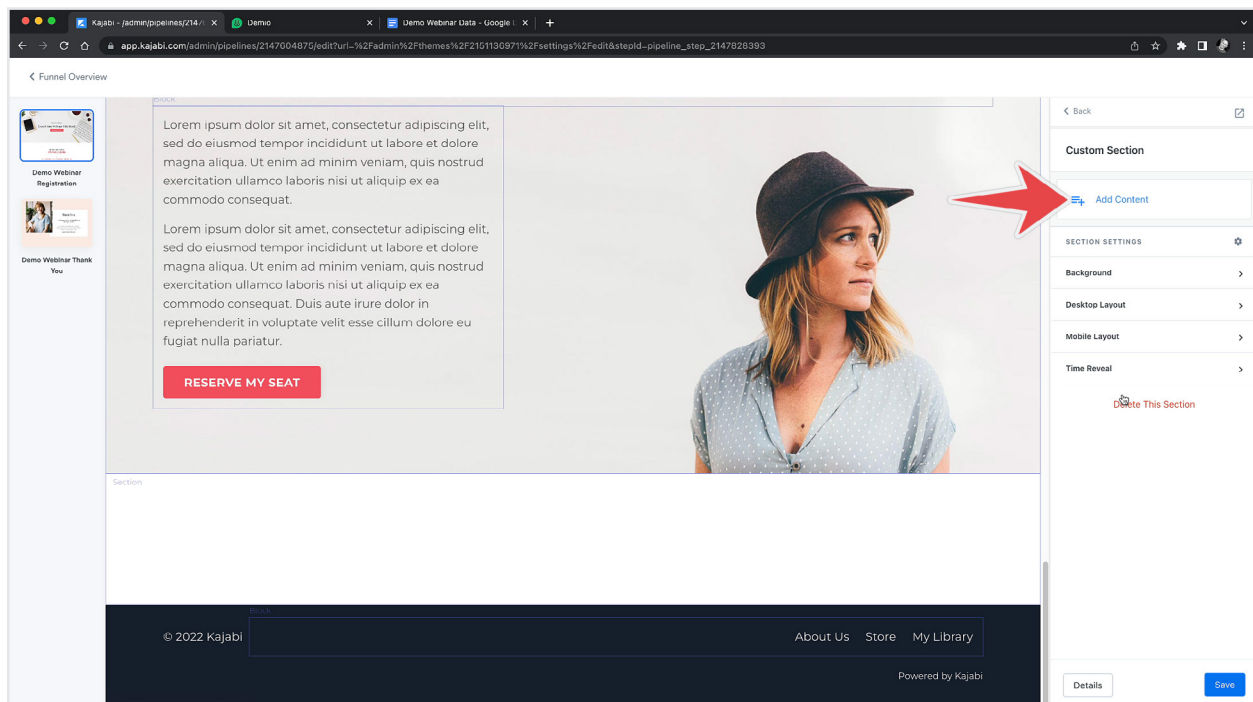 Kajabi - /admin/pipelines/2147
Demio
Demo Webinar Data - Google
app.kajabi.com/admin/pipelines/2147004875/edit?url=%2Fadmin%2Fthemes%2F2151130971%2Fsettings%2Fedit&stepId=pipeline_step_2147828393
Funnel Overview
Demo Webinar
Registration
Demo Webinar Thank
You
Block
Lorem ipsum dolor sit amet, consectetur adipiscing elit,
sed do eiusmod tempor incididunt ut labore et dolore
magna aliqua. Ut enim ad minim veniam, quis nostrud
exercitation ullamco laboris nisi ut aliquip ex ea
commodo consequat.
Lorem ipsum dolor sit amet, consectetur adipiscing elit,
sed do eiusmod tempor incididunt ut labore et dolore
magna aliqua. Ut enim ad minim veniam, quis nostrud
exercitation ullamco laboris nisi ut aliquip ex ea
commodo consequat. Duis aute irure dolor in
reprehenderit in voluptate velit esse cillum dolore eu
fugiat nulla pariatur.
RESERVE MY SEAT
Section
Block
© 2022 Kajabi
About Us Store My Library
Powered by Kajabi
Back
Custom Section
Add Content
SECTION SETTINGS
Background
Desktop Layout
Mobile Layout
Time Reveal
Delete This Section
Details
Save